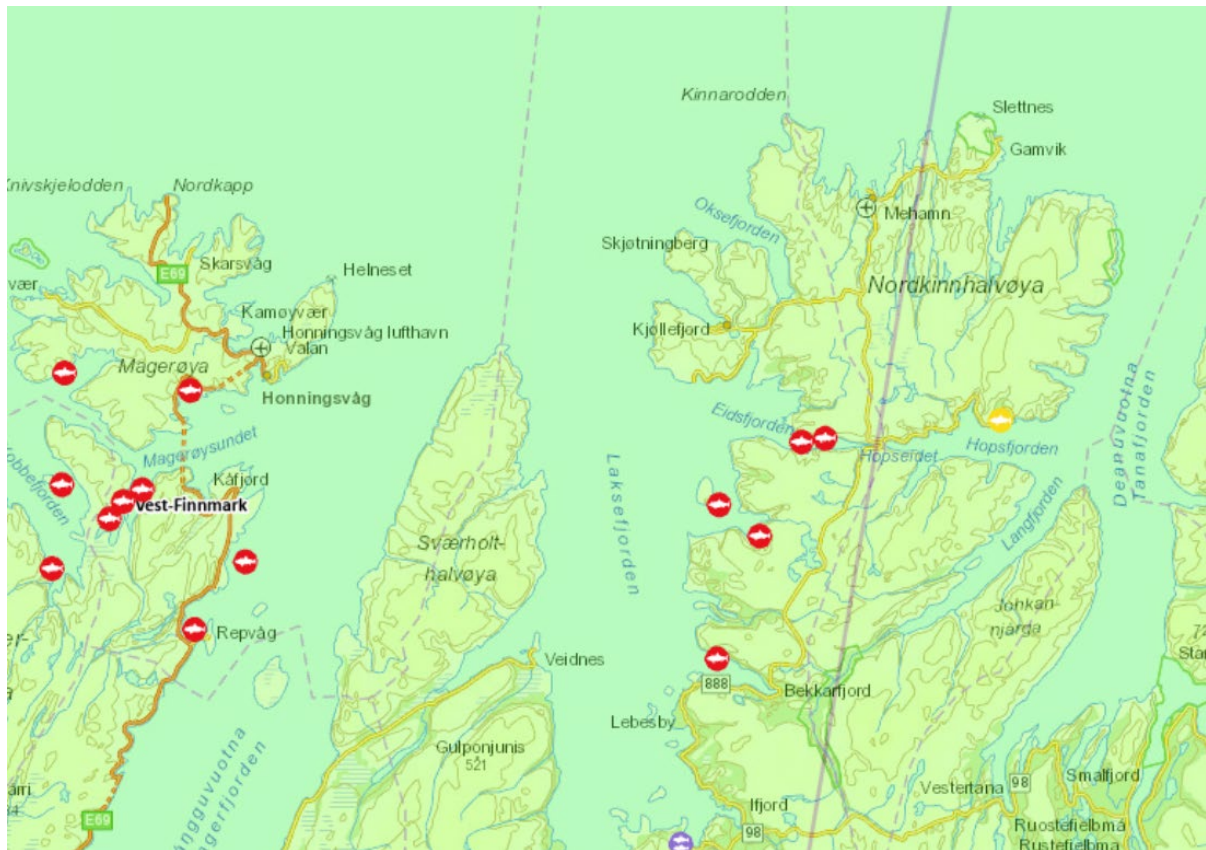 Kinnarodden
Slettnes
Gamvik
Knivskjelodden
Nordkapp
Oksefjorden
Mehamn
Skjøtningberg
Skarsvåg
E69
Helneset
Nordkinnhalvøya
vær
Kamøyvær
Honningsvåg lufthavn
Valan
Kjøllefjord
Magerøya
Honningsvåg
Eidsfjorden
Hopseidet
Hopsfjorden
Deanuvuotna
Tanafjorden
Magerøysundet
Kåfjord
Vest-Finnmark
Laksefjorden
Langfjorden
Sværholt-
halvøya
Johkan-
njárga
Repvåg
Veidnes
888
Bekkarfjord
Lebesby
Gulponjunis
521
Vestertana
98
Smalfjord
Ifjord
98
Ruostefielbmá
Rustefielbma
E69